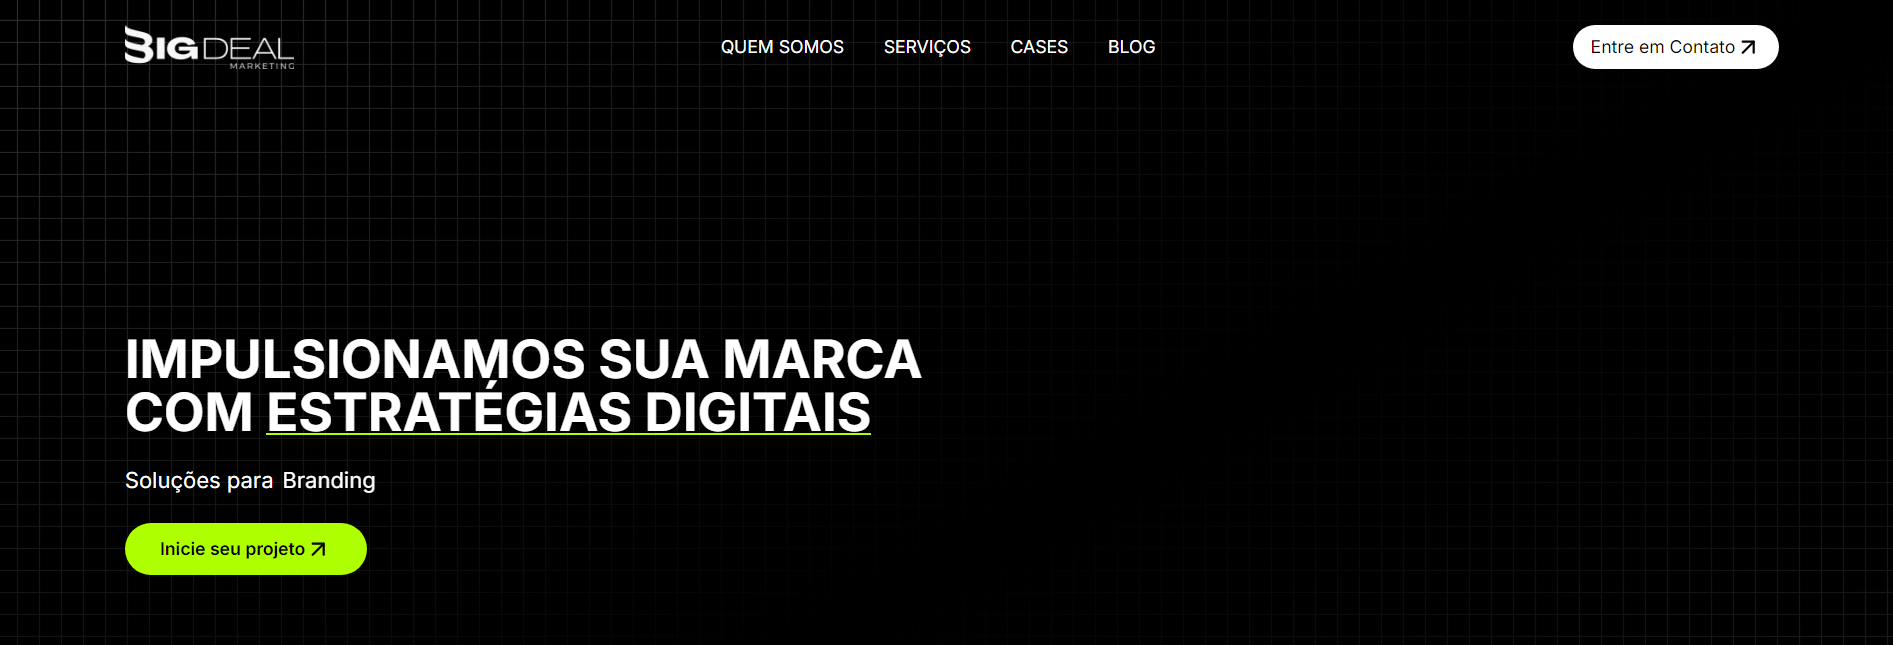 BIG DEAL
MARKETING
QUEM SOMOS
SERVIÇOS
CASES
BLOG
Entre em Contato
IMPULSIONAMOS SUA MARCA
COM ESTRATÉGIAS DIGITAIS
Soluções para Branding
Inicie seu projeto